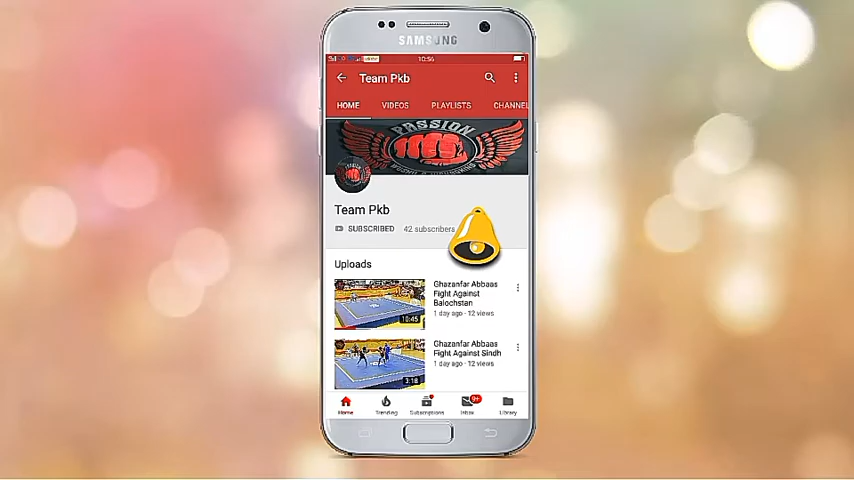 SAMSUNG
10:56
Team Pkb
HOME VIDEOS PLAYLISTS CHANNEL
PASSION
Team Pkb
SUBSCRIBED 42 subscribers
Uploads
Ghazanfar Abbaas
Fight Against
Balochstan
1 day ago · 12 views
10:45
Ghazanfar Abbaas
Fight Against Sindh
1 day ago · 12 views
3:18
9+
Home Trending Subscriptions Inbox Library